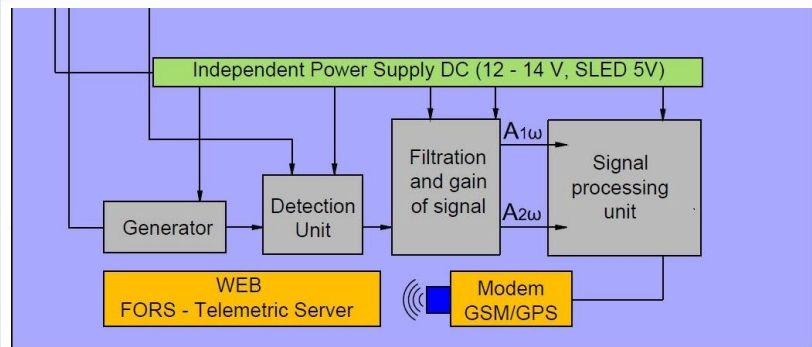 Independent Power Supply DC (12 - 14 V, SLED 5V)
Generator
Detection
Unit
Filtration
and gain
of signal
A1ω
A2ω
Signal
processing
unit
WEB
FORS - Telemetric Server
Modem
GSM/GPS